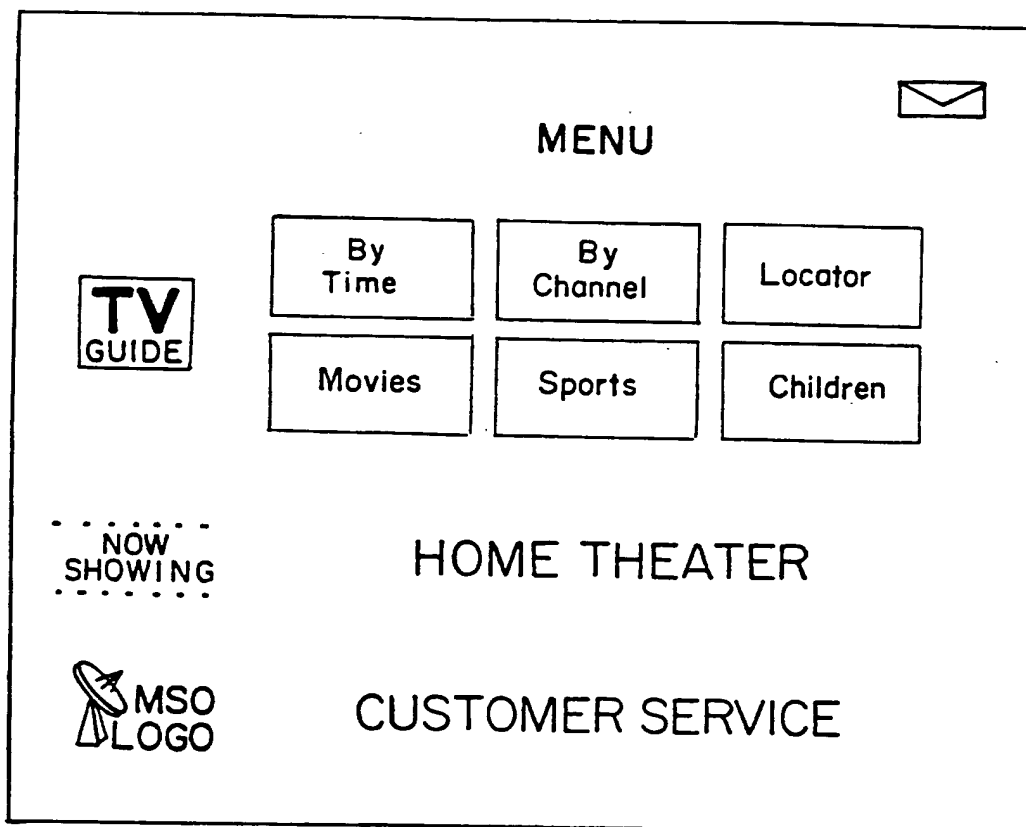 MENU
By
Time
By
Channel
Locator
TV
GUIDE
Movies
Sports
Children
NOW
SHOWING
HOME THEATER
MSO
LOGO
CUSTOMER SERVICE